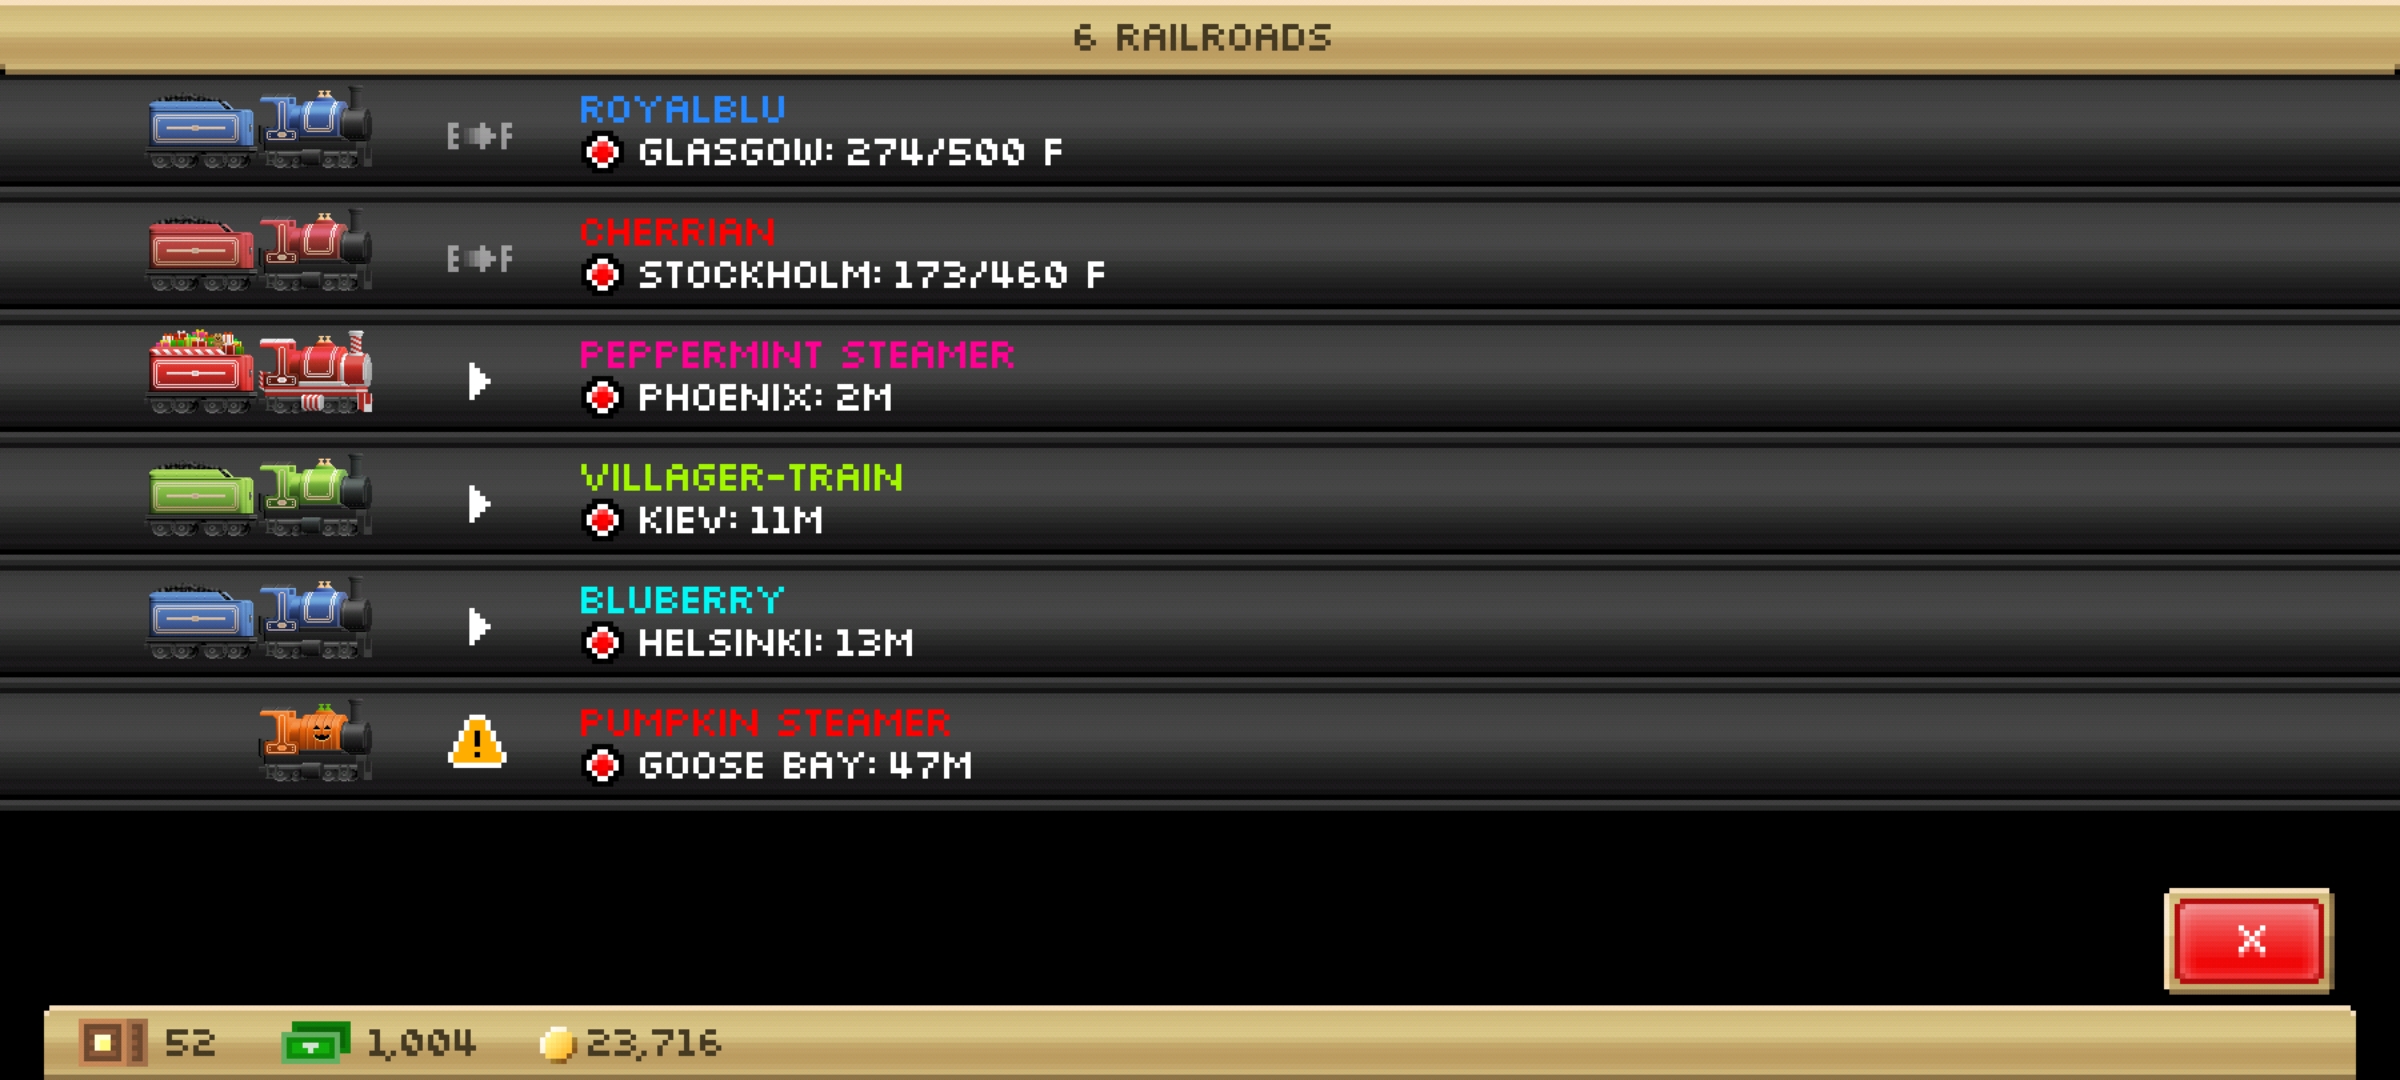 6 RAILROADS
ROYALBLU
E F
GLASGOW: 274/500 F
CHERRIAN
E F
STOCKHOLM: 173/460 F
PEPPERMINT STEAMER
PHOENIX: 2M
VILLAGER-TRAIN
KIEV: 11M
BLUBERRY
HELSINKI: 13M
PUMPKIN STEAMER
!
GOOSE BAY: 47M
X
52 1,004 23,716